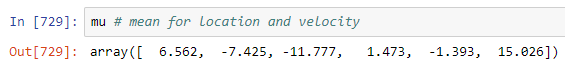 In [729]: mu # mean for location and velocity
Out[729]: array([  6.562,  -7.425, -11.777,   1.473,  -1.393,  15.026])